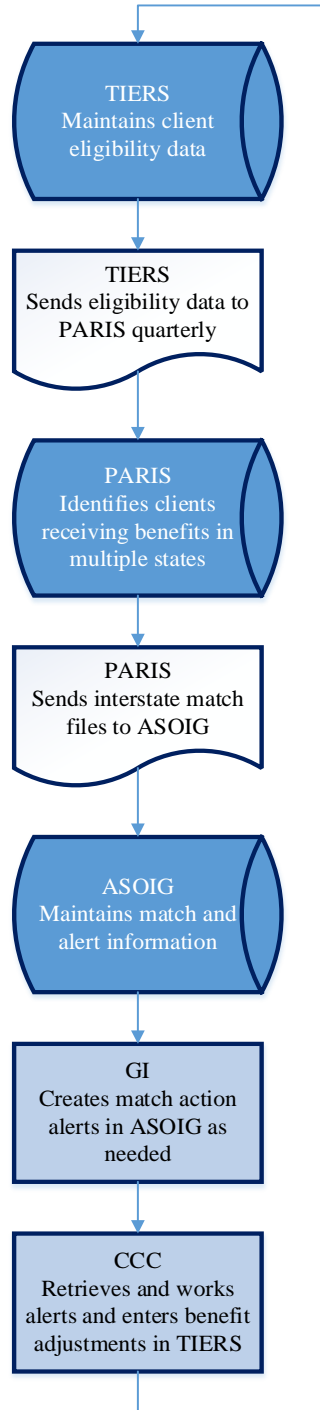 TIERS
Maintains client
eligibility data
TIERS
Sends eligibility data to
PARIS quarterly
PARIS
Identifies clients
receiving benefits in
multiple states
PARIS
Sends interstate match
files to ASOIG
ASOIG
Maintains match and
alert information
GI
Creates match action
alerts in ASOIG as
needed
CCC
Retrieves and works
alerts and enters benefit
adjustments in TIERS